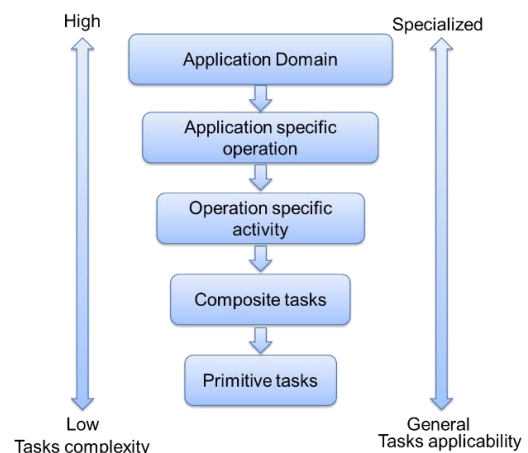 High
Specialized
Application Domain
Application specific
operation
Operation specific
activity
Composite tasks
Primitive tasks
Low
Tasks complexity
General
Tasks applicability